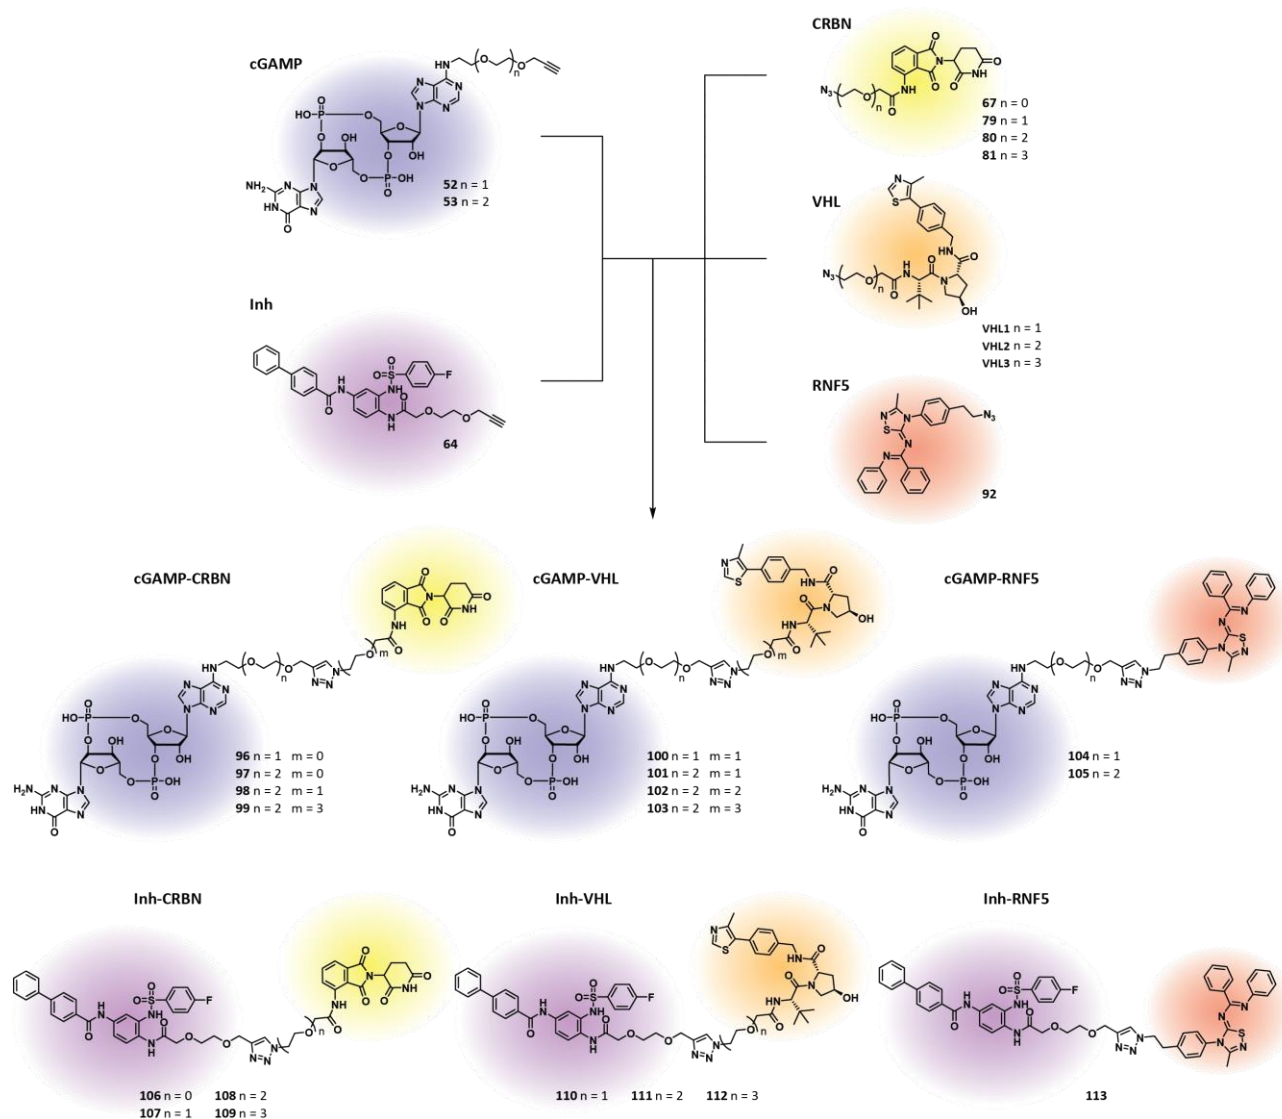 CRBN
cGAMP
67 n = 0
79 n = 1
80 n = 2
81 n = 3
52 n = 1
53 n = 2
VHL
VHL1 n = 1
VHL2 n = 2
VHL3 n = 3
Inh
64
RNF5
92
cGAMP-CRBN
cGAMP-VHL
cGAMP-RNF5
96 n = 1 m = 0
97 n = 2 m = 0
98 n = 2 m = 1
99 n = 2 m = 3
100 n = 1 m = 1
101 n = 2 m = 1
102 n = 2 m = 2
103 n = 2 m = 3
104 n = 1
105 n = 2
Inh-CRBN
Inh-VHL
Inh-RNF5
106 n = 0 108 n = 2
107 n = 1 109 n = 3
110 n = 1 111 n = 2 112 n = 3
113